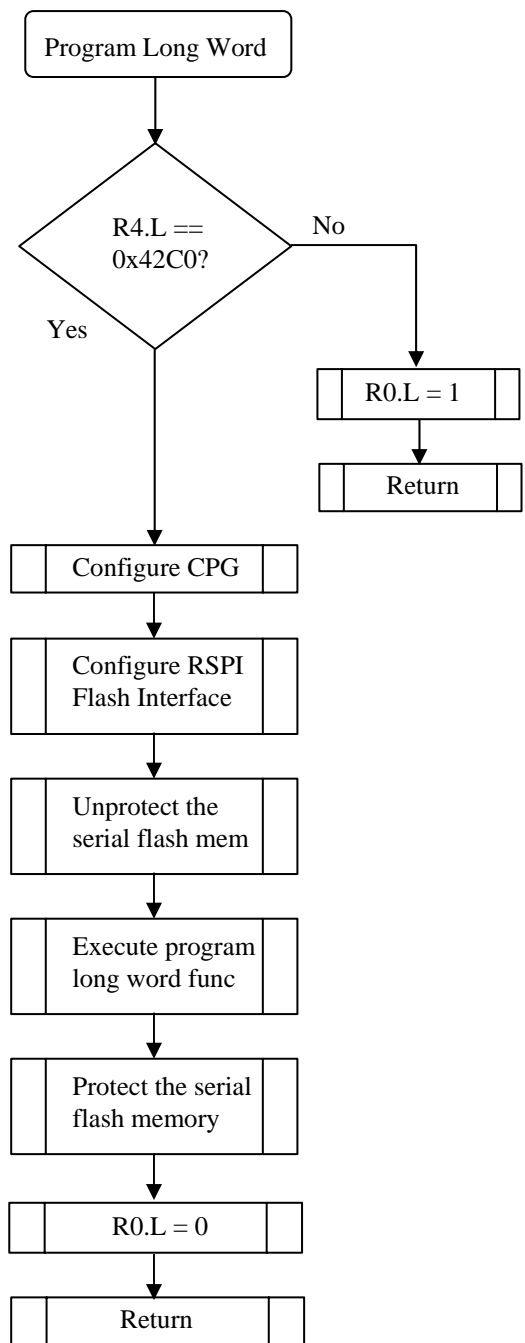 Program Long Word
R4.L ==
0x42C0?
No
Yes
R0.L = 1
Return
Configure CPG
Configure RSPI
Flash Interface
Unprotect the
serial flash mem
Execute program
long word func
Protect the serial
flash memory
R0.L = 0
Return